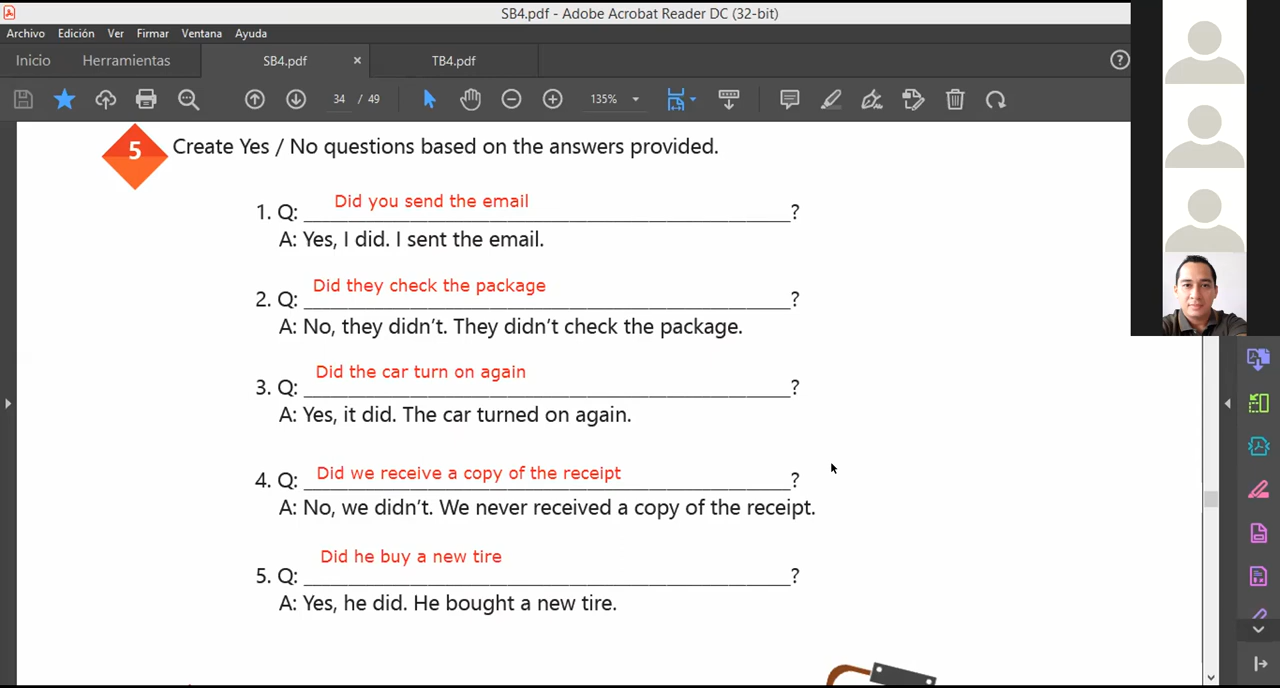 SB4.pdf - Adobe Acrobat Reader DC (32-bit)
Archivo Edición Ver Firmar Ventana Ayuda
Inicio Herramientas SB4.pdf × TB4.pdf ?
34 / 49 135%
5 Create Yes / No questions based on the answers provided.
Did you send the email
1. Q: ?
A: Yes, I did. I sent the email.
Did they check the package
2. Q: ?
A: No, they didn't. They didn't check the package.
Did the car turn on again
3. Q: ?
A: Yes, it did. The car turned on again.
Did we receive a copy of the receipt
4. Q: ?
A: No, we didn't. We never received a copy of the receipt.
Did he buy a new tire
5. Q: ?
A: Yes, he did. He bought a new tire.